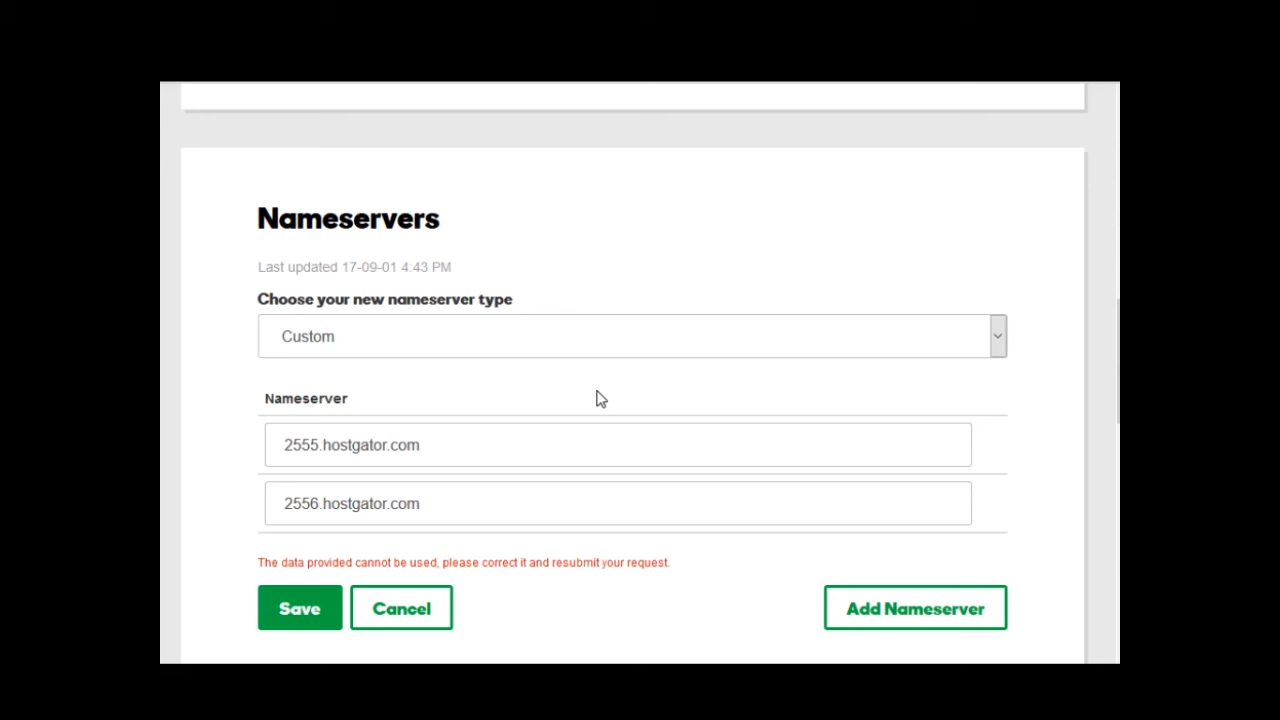 Nameservers
Last updated 17-09-01 4:43 PM
Choose your new nameserver type
Custom
Nameserver
2555.hostgator.com
2556.hostgator.com
The data provided cannot be used, please correct it and resubmit your request.
Save Cancel Add Nameserver